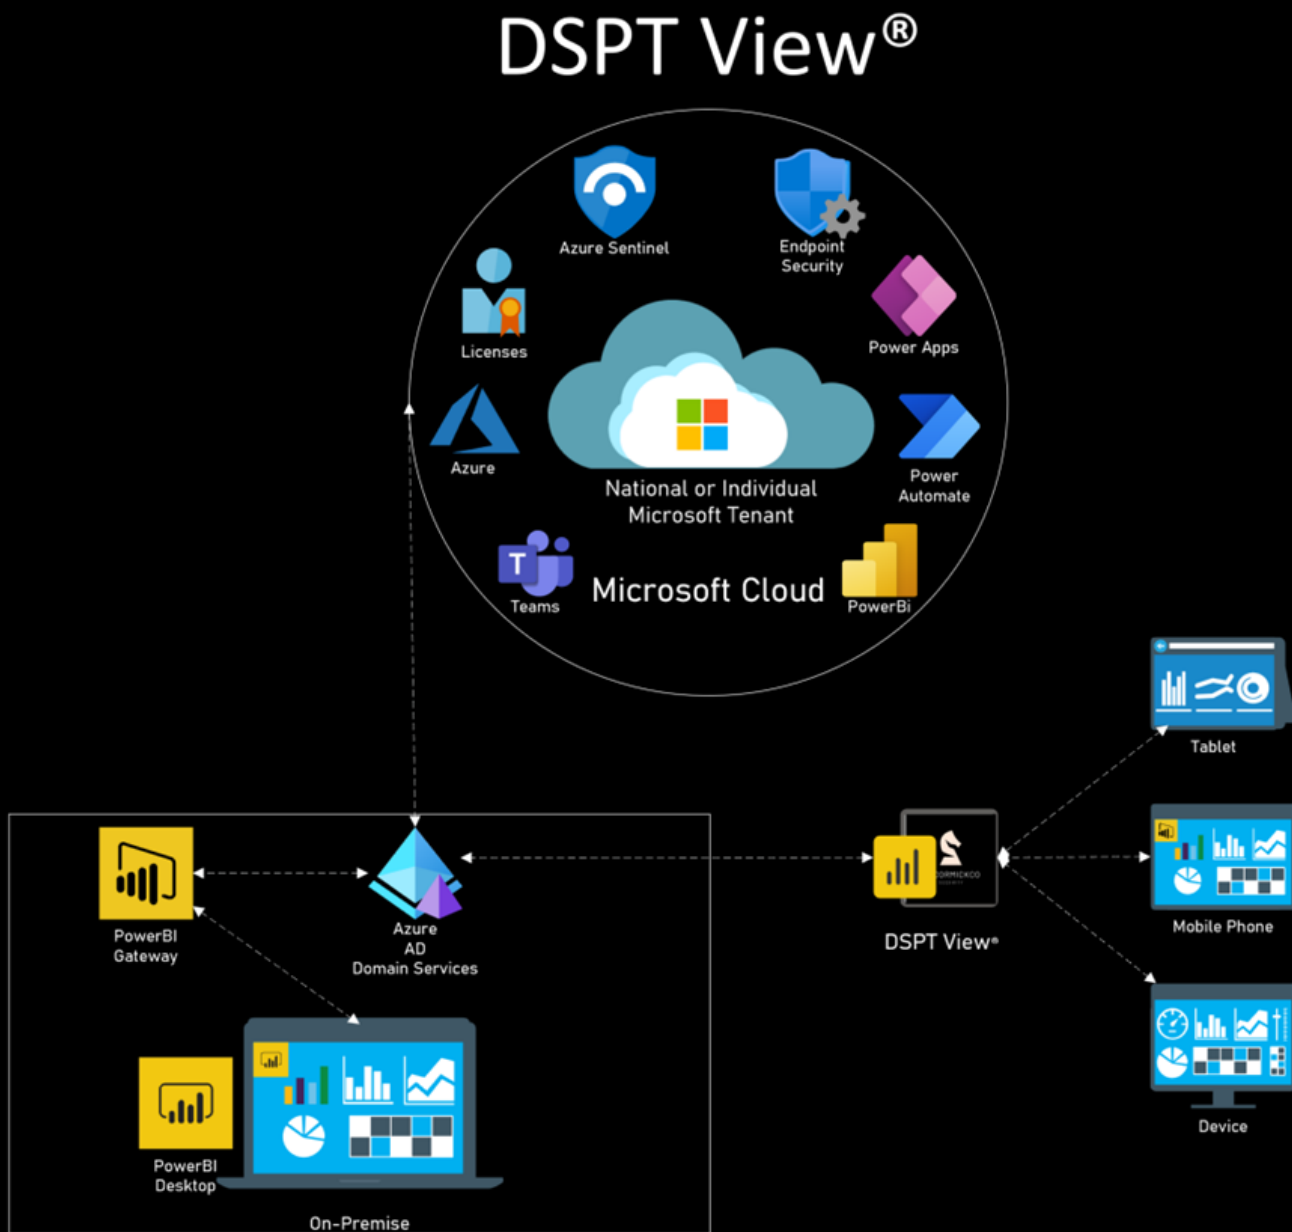 DSPT View®
Azure Sentinel
Endpoint
Security
Licenses
Power Apps
Azure
Power
Automate
National or Individual
Microsoft Tenant
T
Teams
Microsoft Cloud
PowerBi
Tablet
PowerBI
Gateway
Azure
AD
Domain Services
DSPT View®
Mobile Phone
PowerBI
Desktop
Device
On-Premise